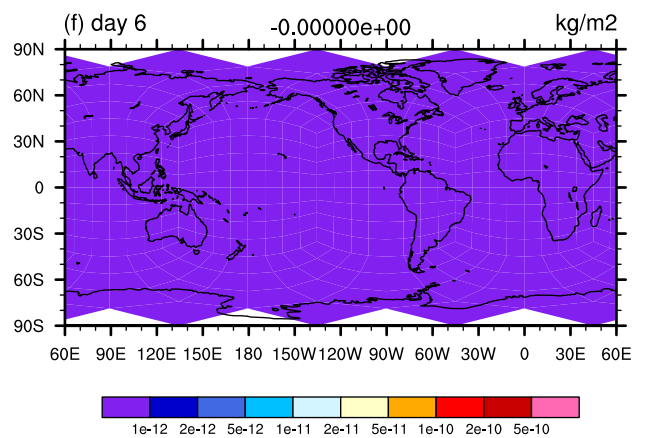 (f) day 6 -0.00000e+00 kg/m2
90N
60N
30N
0
30S
60S
90S
60E 90E 120E 150E 180 150W 120W 90W 60W 30W 0 30E 60E
1e-12 2e-12 5e-12 1e-11 2e-11 5e-11 1e-10 2e-10 5e-10